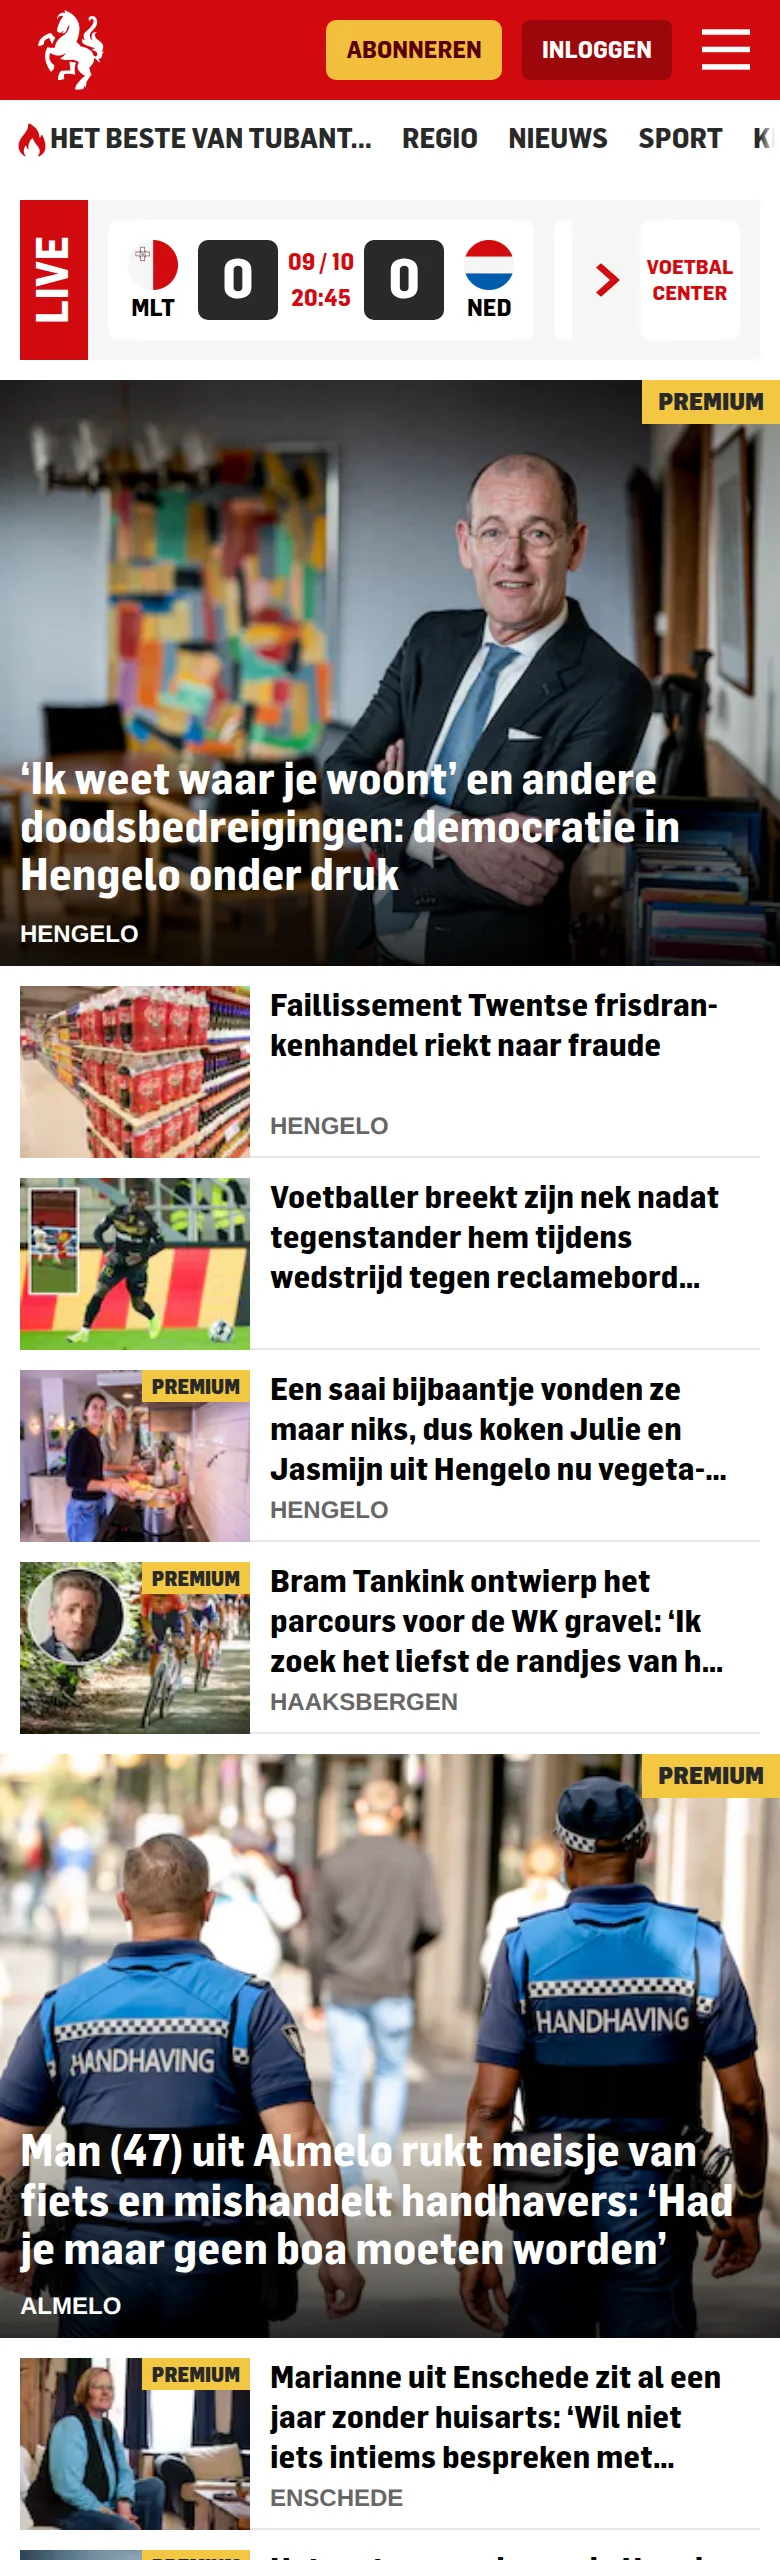 ABONNEREN
INLOGGEN
HET BESTE VAN TUBANT... REGIO NIEUWS SPORT
LIVE
MLT 0 09 / 10 20:45 0 NED
VOETBAL
CENTER
PREMIUM
‘Ik weet waar je woont’ en andere
doodsbedreigingen: democratie in
Hengelo onder druk
HENGELO
Faillissement Twentse frisdran-
kenhandel riekt naar fraude
HENGELO
Voetballer breekt zijn nek nadat
tegenstander hem tijdens
wedstrijd tegen reclamebord...
PREMIUM
Een saai bijbaantje vonden ze
maar niks, dus koken Julie en
Jasmijn uit Hengelo nu vegeta-...
HENGELO
PREMIUM
Bram Tankink ontwierp het
parcours voor de WK gravel: ‘Ik
zoek het liefst de randjes van h...
HAAKSBERGEN
PREMIUM
HANDHAVING
HANDHAVING
Man (47) uit Almelo rukt meisje van
fiets en mishandelt handhavers: ‘Had
je maar geen boa moeten worden’
ALMELO
PREMIUM
Marianne uit Enschede zit al een
jaar zonder huisarts: ‘Wil niet
iets intiems bespreken met...
ENSCHEDE